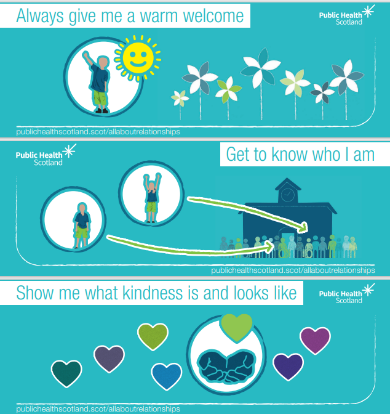 Always give me a warm welcome
Public Health
Scotland
publichealthscotland.scot/allaboutrelationships
Public Health
Scotland
Get to know who I am
publichealthscotland.scot/allaboutrelationships
Show me what kindness is and looks like
Public Health
Scotland
publichealthscotland.scot/allaboutrelationships